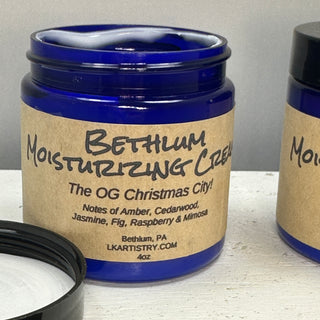 Bethlum
Moisturizing Cream
The OG Christmas City!
Notes of Amber, Cedarwood,
Jasmine, Fig, Raspberry & Mimosa
Bethlum, PA
LKARTISTRY.COM
4oz